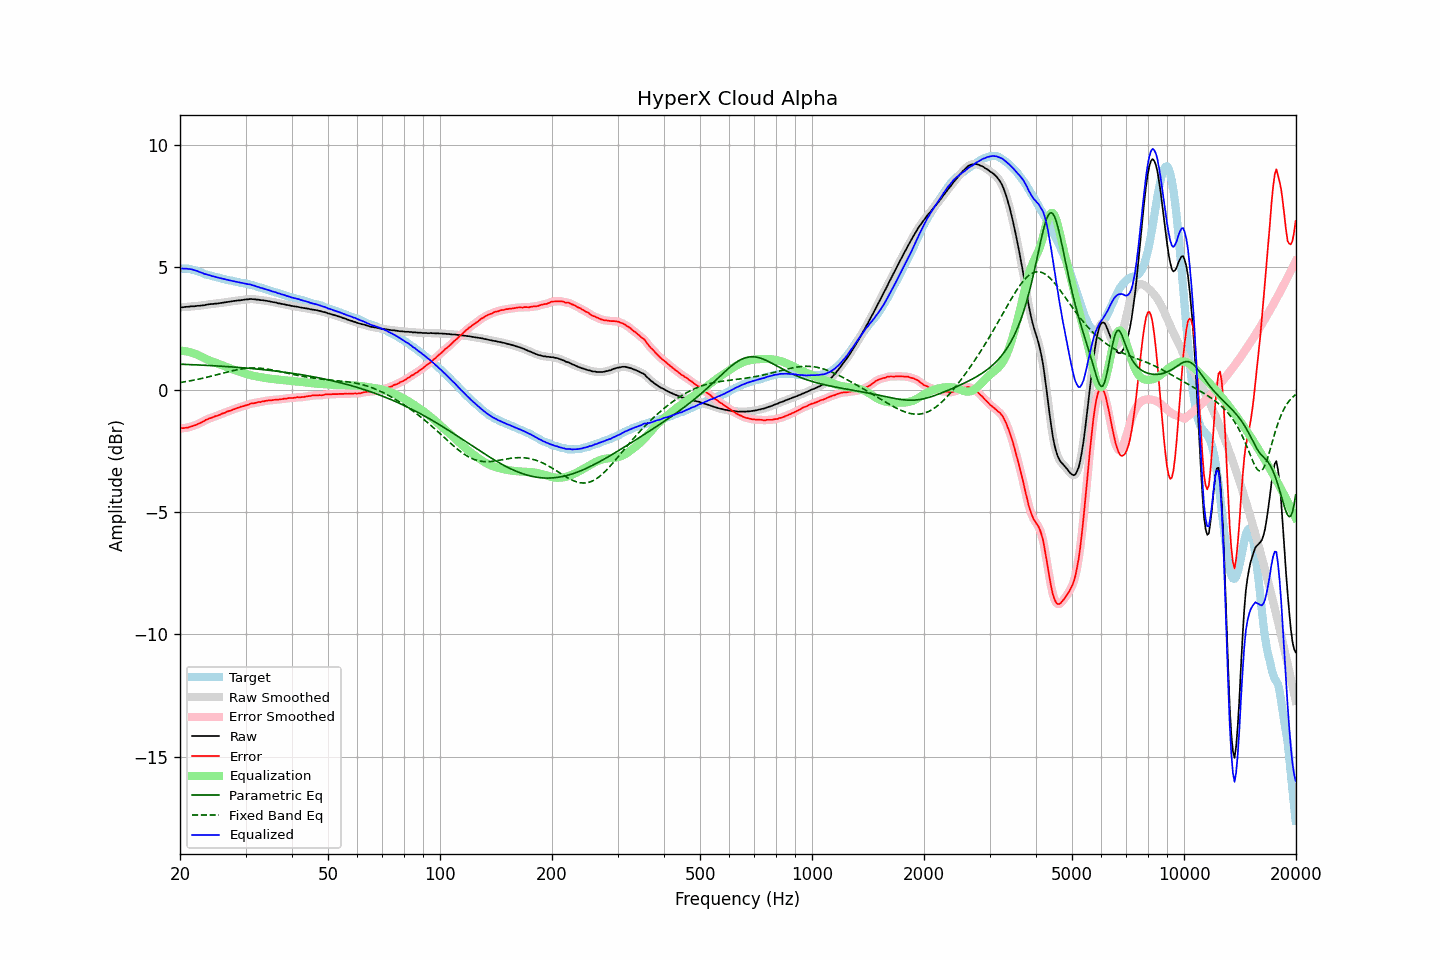 HyperX Cloud Alpha
Amplitude (dBr)
10
5
0
−5
−10
−15
Target
Raw Smoothed
Error Smoothed
Raw
Error
Equalization
Parametric Eq
Fixed Band Eq
Equalized
20 50 100 200 500 1000 2000 5000 10000 20000
Frequency (Hz)